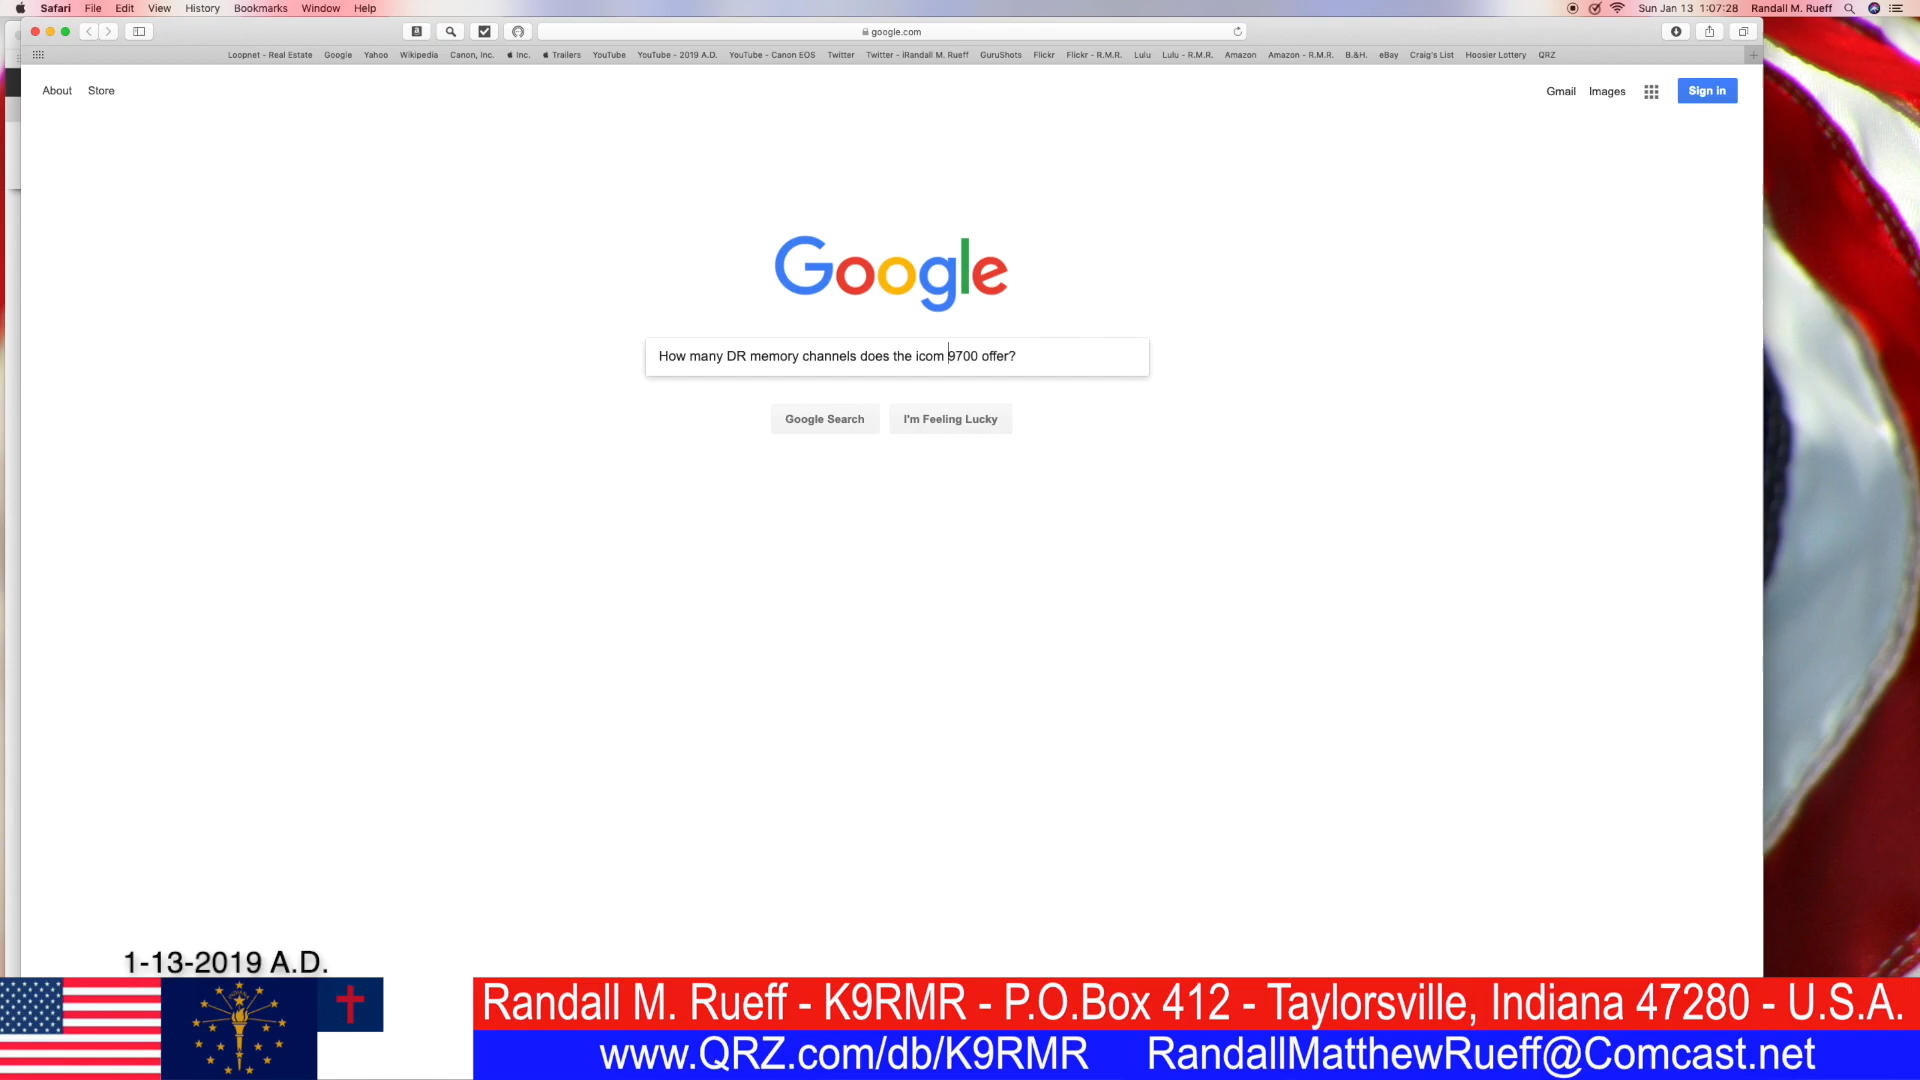 Safari File Edit View History Bookmarks Window Help Sun Jan 13 1:07:28 Randall M. Rueff
google.com
Loopnet - Real Estate Google Yahoo Wikipedia Canon, Inc. Inc. Trailers YouTube YouTube - 2019 A.D. YouTube - Canon EOS Twitter Twitter - iRandall M. Rueff GuruShots Flickr Flickr - R.M.R. Lulu Lulu - R.M.R. Amazon Amazon - R.M.R. B.&H. eBay Craig's List Hoosier Lottery QRZ
About Store Gmail Images Sign in
Google
How many DR memory channels does the icom 9700 offer?
Google Search I'm Feeling Lucky
1-13-2019 A.D.
Randall M. Rueff - K9RMR - P.O.Box 412 - Taylorsville, Indiana 47280 - U.S.A.
www.QRZ.com/db/K9RMR RandallMatthewRueff@Comcast.net